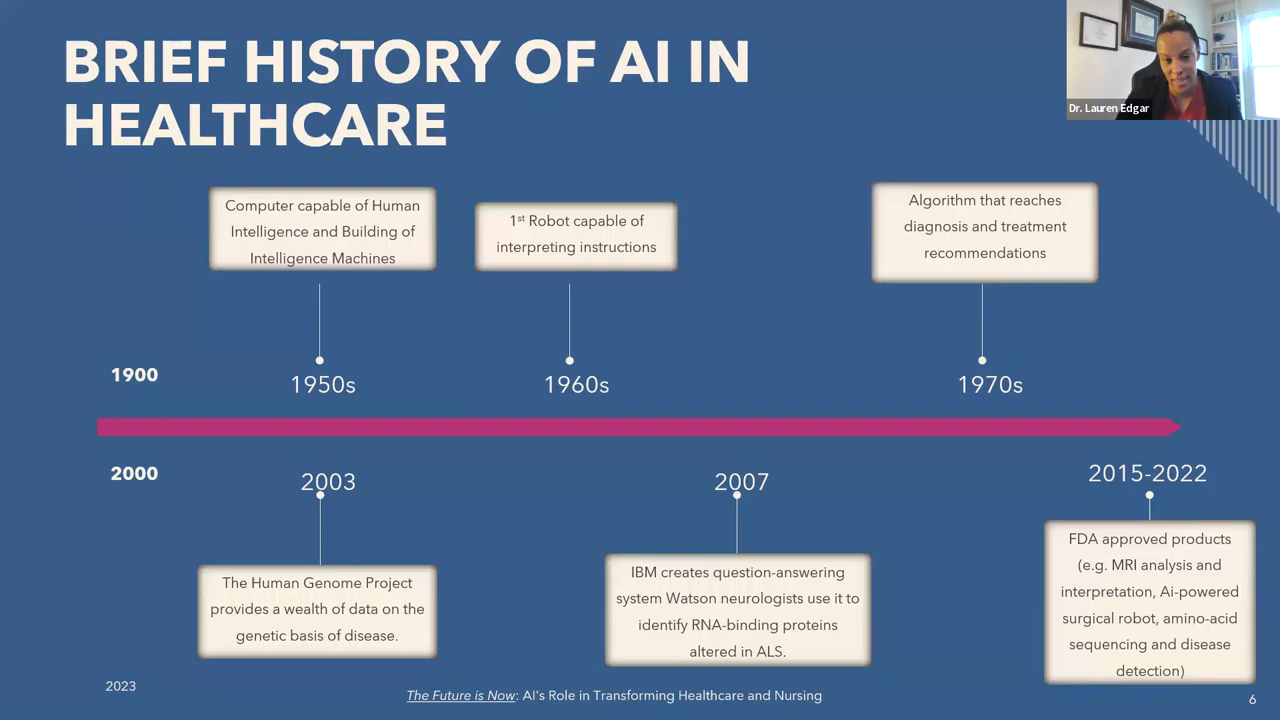 BRIEF HISTORY OF AI IN
HEALTHCARE
Dr. Lauren Edgar
Computer capable of Human
Intelligence and Building of
Intelligence Machines
1st Robot capable of
interpreting instructions
Algorithm that reaches
diagnosis and treatment
recommendations
1900
1950s
1960s
1970s
2000
2003
2007
2015-2022
The Human Genome Project
provides a wealth of data on the
genetic basis of disease.
IBM creates question-answering
system Watson neurologists use it to
identify RNA-binding proteins
altered in ALS.
FDA approved products
(e.g. MRI analysis and
interpretation, Ai-powered
surgical robot, amino-acid
sequencing and disease
detection)
2023
The Future is Now: AI's Role in Transforming Healthcare and Nursing
6